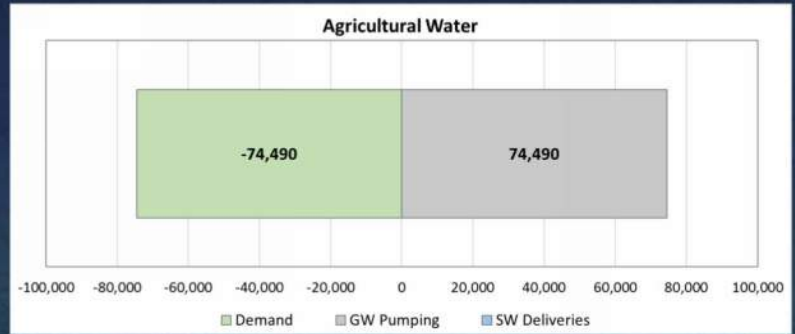 Agricultural Water
-74,490 74,490
-100,000 -80,000 -60,000 -40,000 -20,000 0 20,000 40,000 60,000 80,000 100,000
Demand GW Pumping SW Deliveries